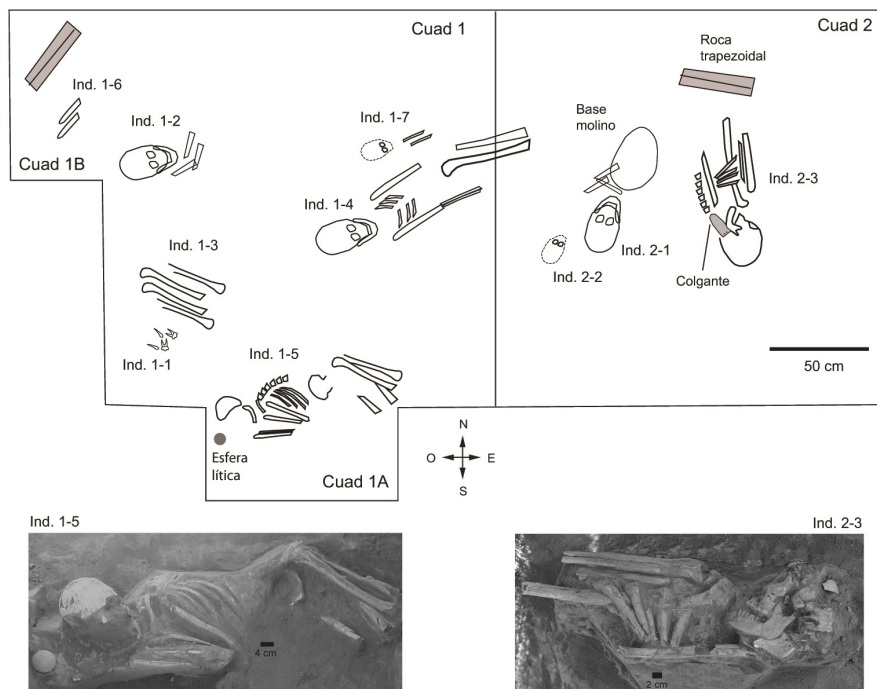 Cuad 1
Cuad 2
Roca
trapezoidal
Ind. 1-6
Ind. 1-2
Ind. 1-7
Base
molino
Cuad 1B
Ind. 1-4
Ind. 2-3
Ind. 1-3
Ind. 2-1
Ind. 2-2
Colgante
Ind. 1-1
Ind. 1-5
50 cm
Esfera
lítica
Cuad 1A
N
O
E
S
Ind. 1-5
Ind. 2-3
4 cm
2 cm